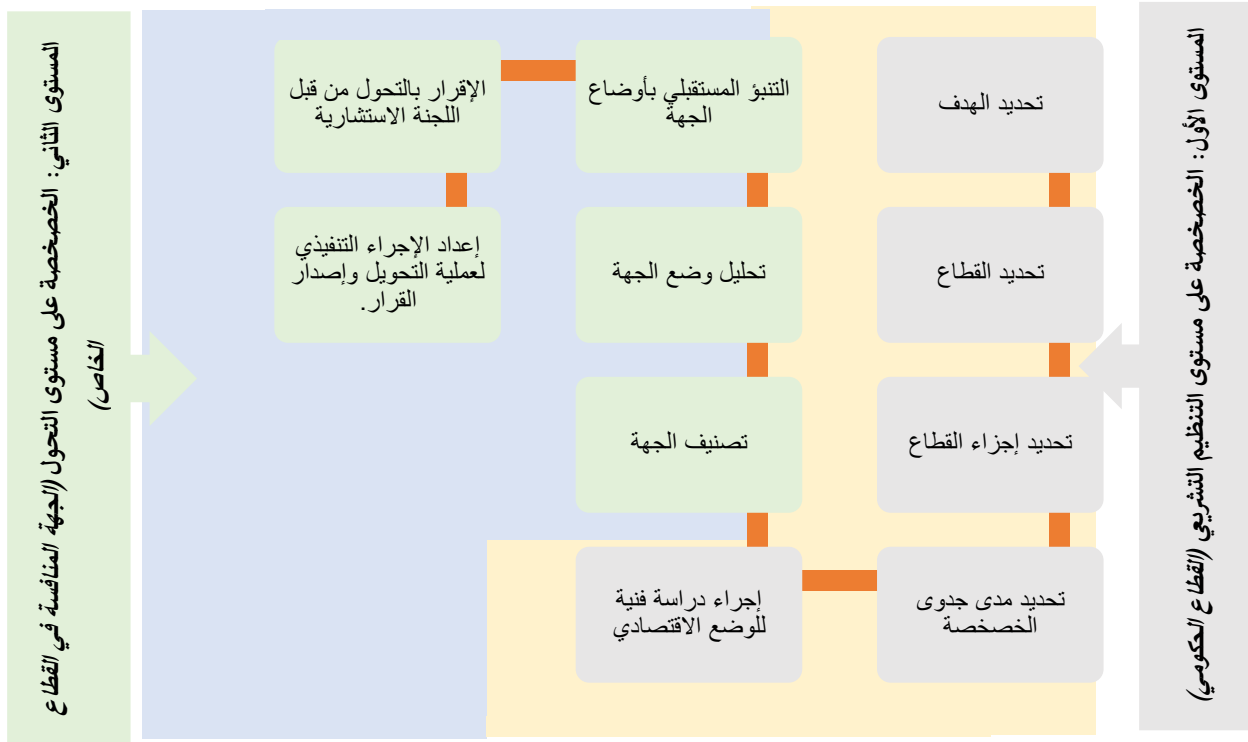 المستوى الأول: الخصخصة على مستوى التنظيم التشريعي (القطاع الحكومي)
تحديد الهدف
تحديد القطاع
تحديد إجزاء القطاع
تحديد مدى جدوى
الخصخصة
إجراء دراسة فنية
للوضع الاقتصادي
تصنيف الجهة
تحليل وضع الجهة
التنبؤ المستقبلي بأوضاع
الجهة
الإقرار بالتحول من قبل
اللجنة الاستشارية
إعداد الإجراء التنفيذي
لعملية التحويل وإصدار
القرار.
المستوى الثاني: الخصخصة على مستوى التحول (الجهة المنافسة في القطاع
الخاص)